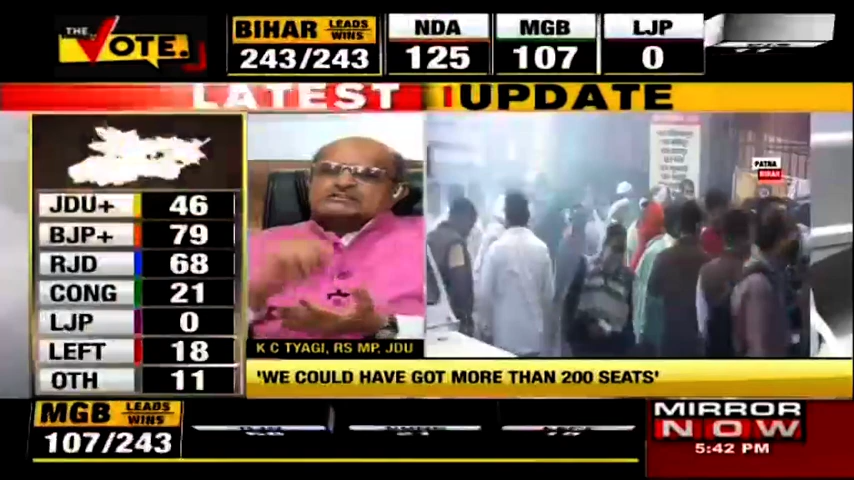 THE VOTE.
BIHAR LEADS WINS
243/243
NDA
125
MGB
107
LJP
0
LATEST UPDATE
JDU+ 46
BJP+ 79
RJD 68
CONG 21
LJP 0
LEFT 18
OTH 11
PATNA
BIHAR
K C TYAGI, RS MP, JDU
'WE COULD HAVE GOT MORE THAN 200 SEATS'
MGB LEADS WINS
107/243
MIRROR
NOW
5:42 PM